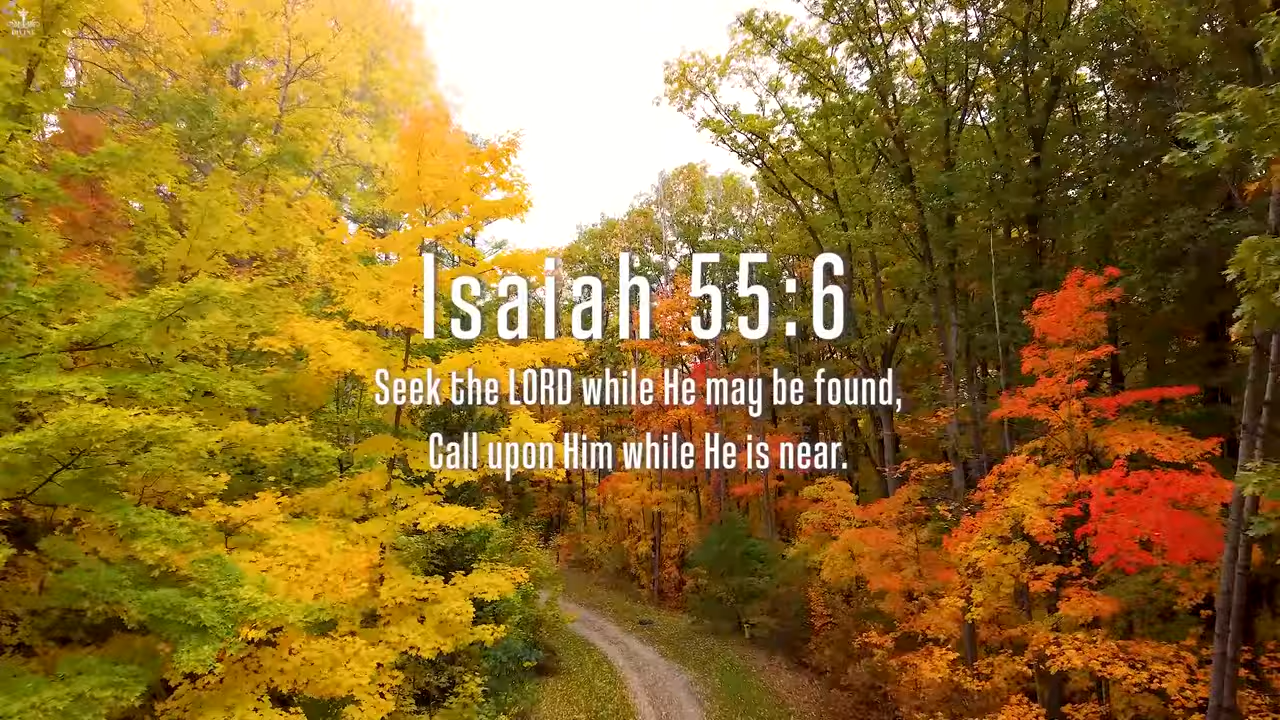 Isaiah 55:6
Seek the LORD while He may be found,
Call upon Him while He is near.